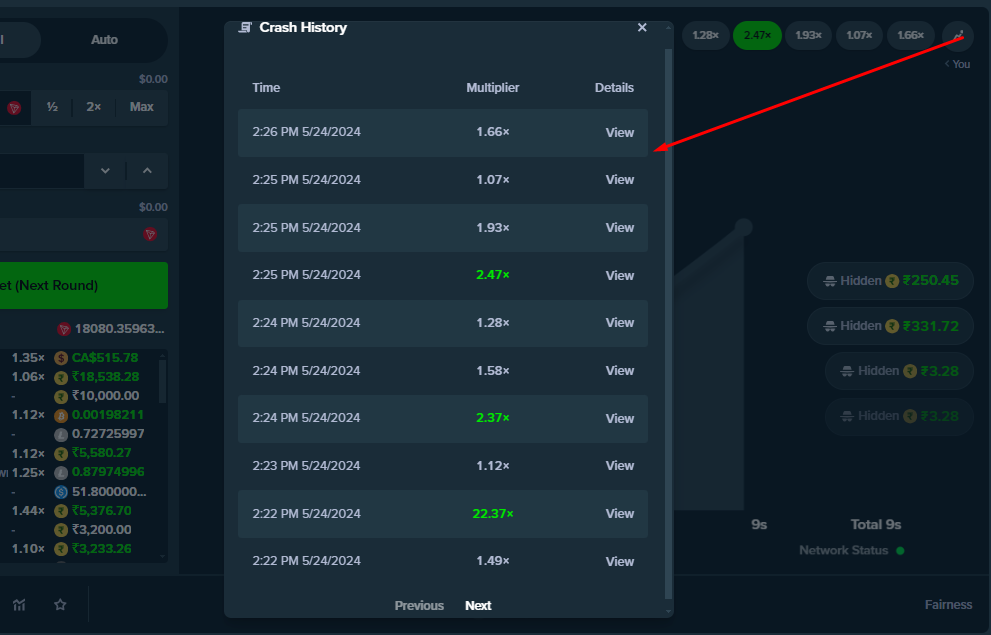 Crash History
Time Multiplier Details
2:26 PM 5/24/2024 1.66× View
2:25 PM 5/24/2024 1.07× View
2:25 PM 5/24/2024 1.93× View
2:25 PM 5/24/2024 2.47× View
2:24 PM 5/24/2024 1.28× View
2:24 PM 5/24/2024 1.58× View
2:24 PM 5/24/2024 2.37× View
2:23 PM 5/24/2024 1.12× View
2:22 PM 5/24/2024 22.37× View
2:22 PM 5/24/2024 1.49× View
Previous Next
Auto
$0.00
½ 2× Max
$0.00
et (Next Round)
18080.35963...
1.35× CA$515.78
1.06× ₹18,538.28
- ₹10,000.00
1.12× 0.00198211
- 0.72725997
1.12× ₹5,580.27
1.25× 0.87974996
- 51.800000...
1.44× ₹5,376.70
- ₹3,200.00
1.10× ₹3,233.26
1.28× 2.47× 1.93× 1.07× 1.66×
< You
Hidden ₹250.45
Hidden ₹331.72
Hidden ₹3.28
Hidden ₹3.28
9s Total 9s
Network Status
Fairness